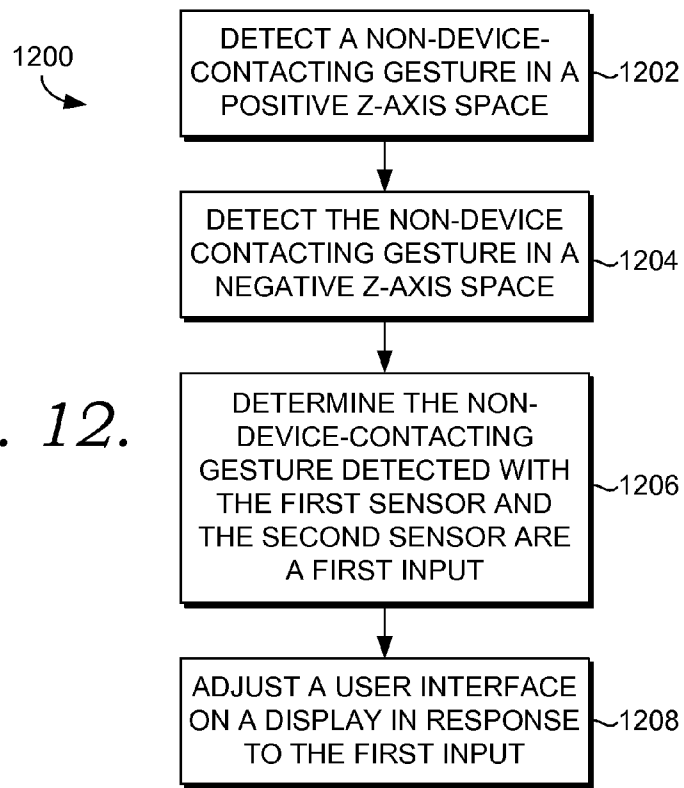 1200
DETECT A NON-DEVICE-
CONTACTING GESTURE IN A
POSITIVE Z-AXIS SPACE
1202
DETECT THE NON-DEVICE
CONTACTING GESTURE IN A
NEGATIVE Z-AXIS SPACE
1204
. 12.
DETERMINE THE NON-
DEVICE-CONTACTING
GESTURE DETECTED WITH
THE FIRST SENSOR AND
THE SECOND SENSOR ARE
A FIRST INPUT
1206
ADJUST A USER INTERFACE
ON A DISPLAY IN RESPONSE
TO THE FIRST INPUT
1208